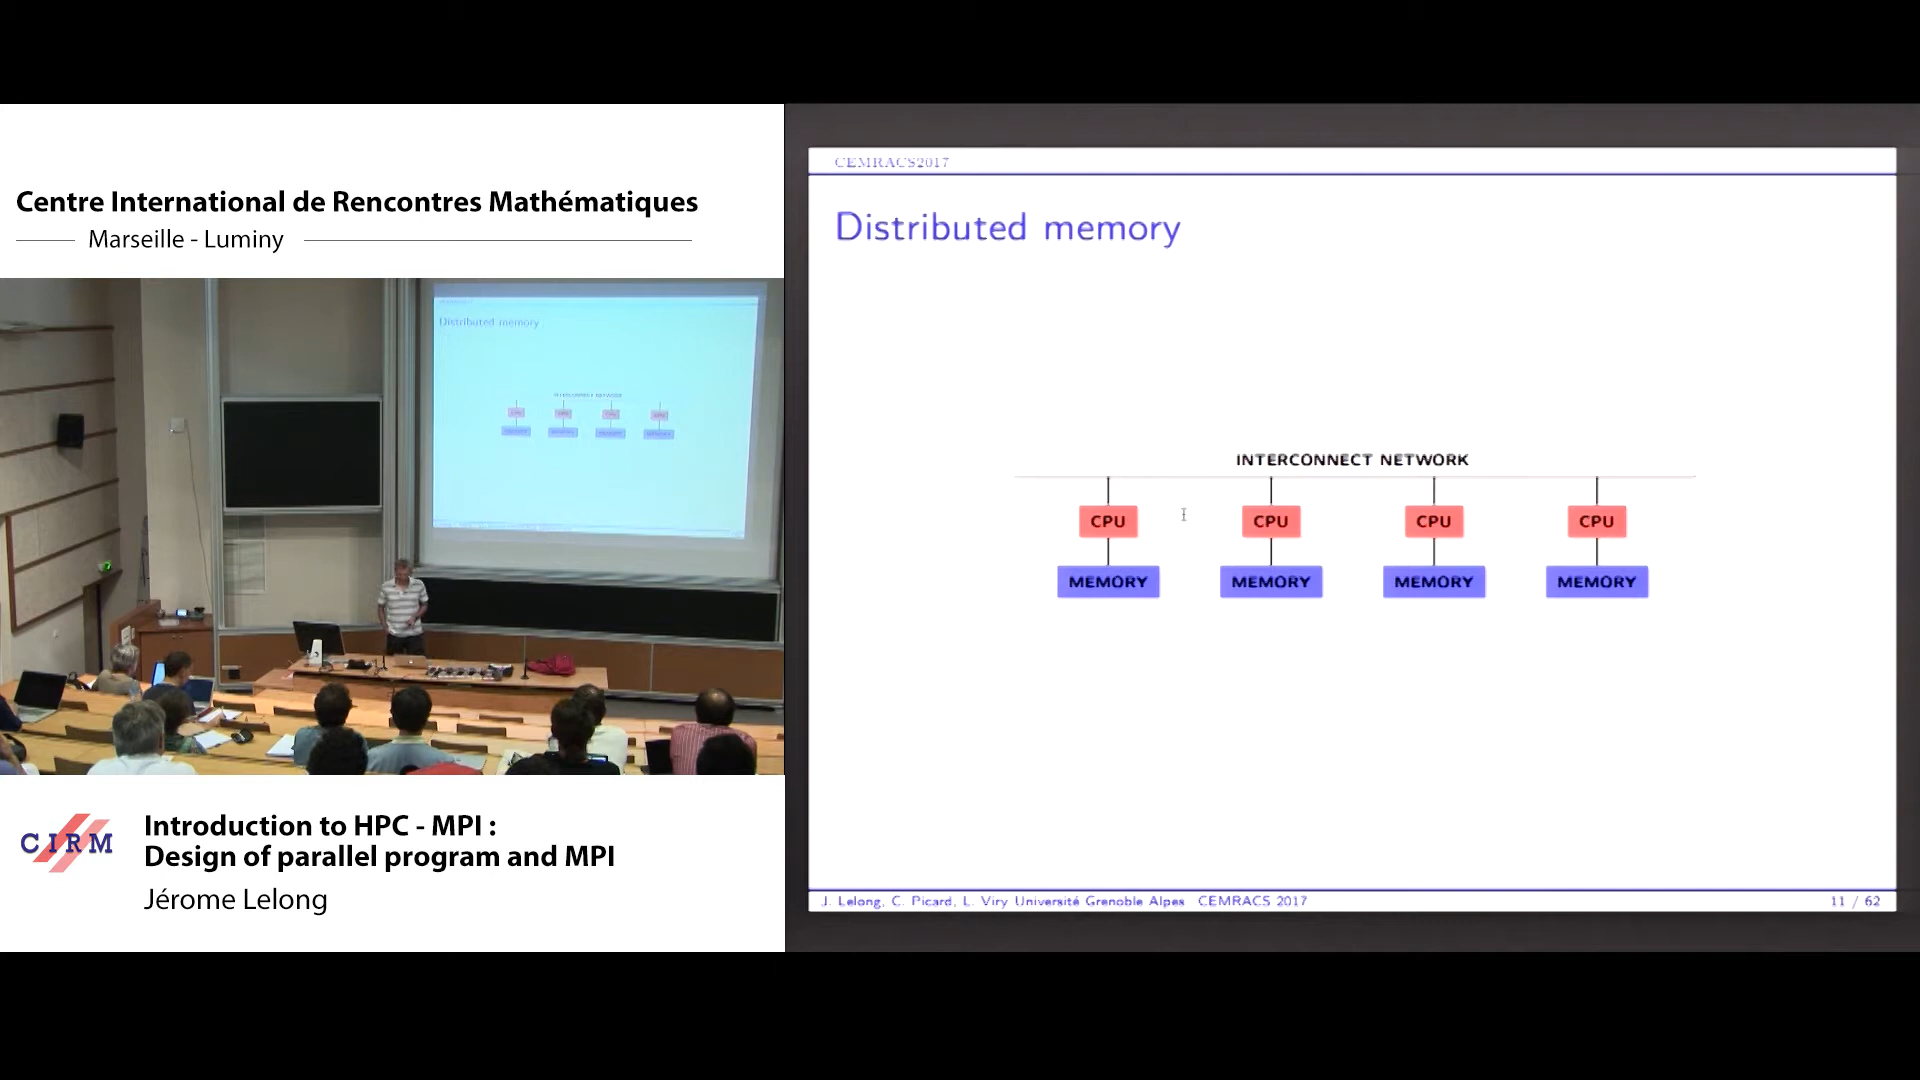 Centre International de Rencontres Mathématiques
Marseille - Luminy
Distributed memory
CIRM
Introduction to HPC - MPI :
Design of parallel program and MPI
Jérome Lelong
CEMRACS2017
Distributed memory
INTERCONNECT NETWORK
CPU CPU CPU CPU
MEMORY MEMORY MEMORY MEMORY
J. Lelong, C. Picard, L. Viry Université Grenoble Alpes CEMRACS 2017
11 / 62